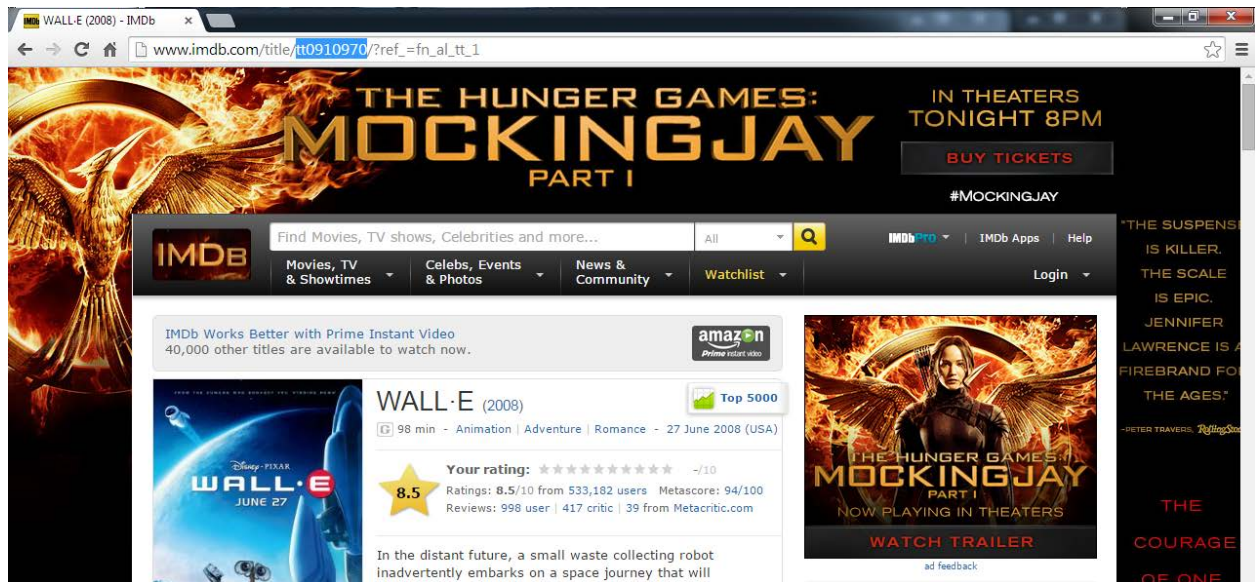 WALL·E (2008) - IMDb
www.imdb.com/title/tt0910970/?ref_=fn_al_tt_1
THE HUNGER GAMES:
MOCKINGJAY
PART I
IN THEATERS
TONIGHT 8PM
BUY TICKETS
#MOCKINGJAY
IMDb
Find Movies, TV shows, Celebrities and more...
All
IMDbPro
IMDb Apps
Help
Movies, TV
& Showtimes
Celebs, Events
& Photos
News &
Community
Watchlist
Login
"THE SUSPENSE
IS KILLER.
THE SCALE
IS EPIC.
JENNIFER
LAWRENCE IS A
FIREBRAND FO
THE AGES."
-PETER TRAVERS, RollingSto
THE
COURAGE
OF ONE
IMDb Works Better with Prime Instant Video
40,000 other titles are available to watch now.
amazon
Prime instant video
Disney·PIXAR
WALL·E
JUNE 27
WALL·E (2008)
Top 5000
G 98 min - Animation | Adventure | Romance - 27 June 2008 (USA)
8.5
Your rating: -/10
Ratings: 8.5/10 from 533,182 users Metascore: 94/100
Reviews: 998 user | 417 critic | 39 from Metacritic.com
In the distant future, a small waste collecting robot
inadvertently embarks on a space journey that will
THE HUNGER GAMES:
MOCKINGJAY
PART I
NOW PLAYING IN THEATERS
WATCH TRAILER
ad feedback